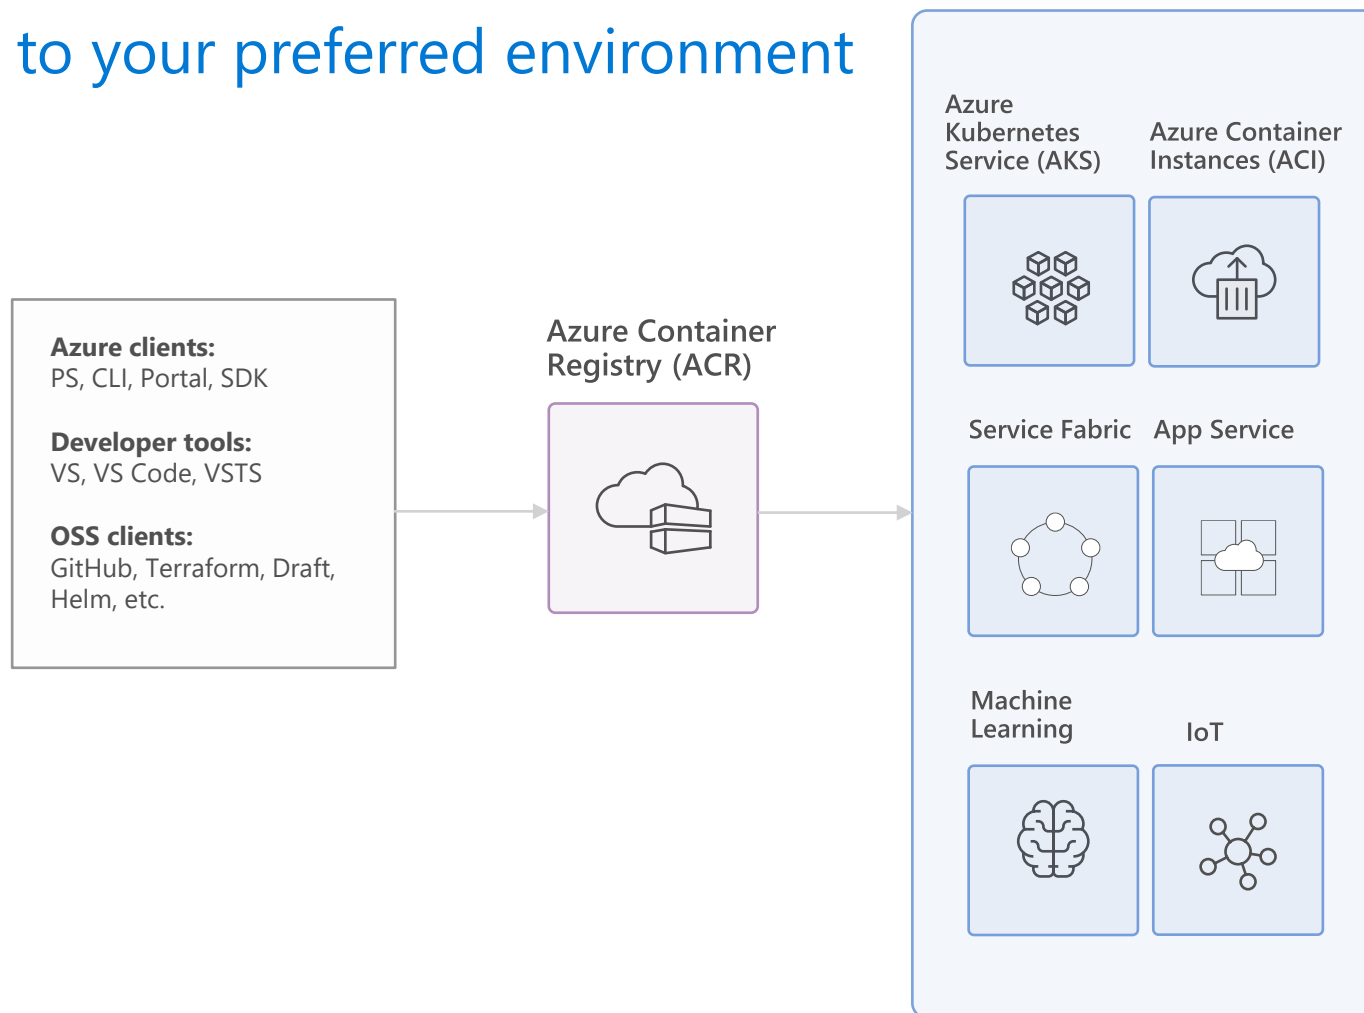 to your preferred environment
Azure clients:
PS, CLI, Portal, SDK
Developer tools:
VS, VS Code, VSTS
OSS clients:
GitHub, Terraform, Draft,
Helm, etc.
Azure Container
Registry (ACR)
Azure
Kubernetes
Service (AKS)
Azure Container
Instances (ACI)
Service Fabric
App Service
Machine
Learning
IoT